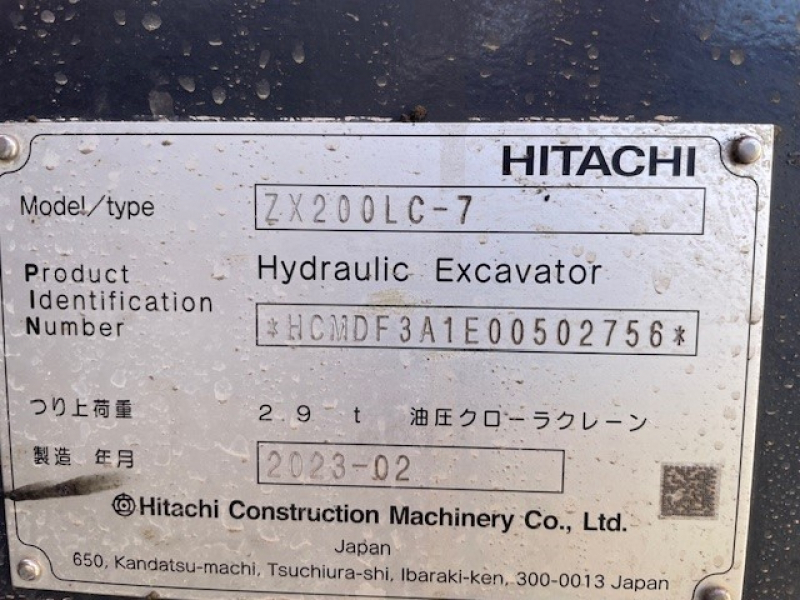 HITACHI
Model/type ZX200LC-7
Hydraulic Excavator
Product
Identification
Number *HCMDF3A1E00502756*
つり上荷重 2 9 t 油圧クローラクレーン
製造 年月 2023-02
Hitachi Construction Machinery Co., Ltd.
Japan
650, Kandatsu-machi, Tsuchiura-shi, Ibaraki-ken, 300-0013 Japan